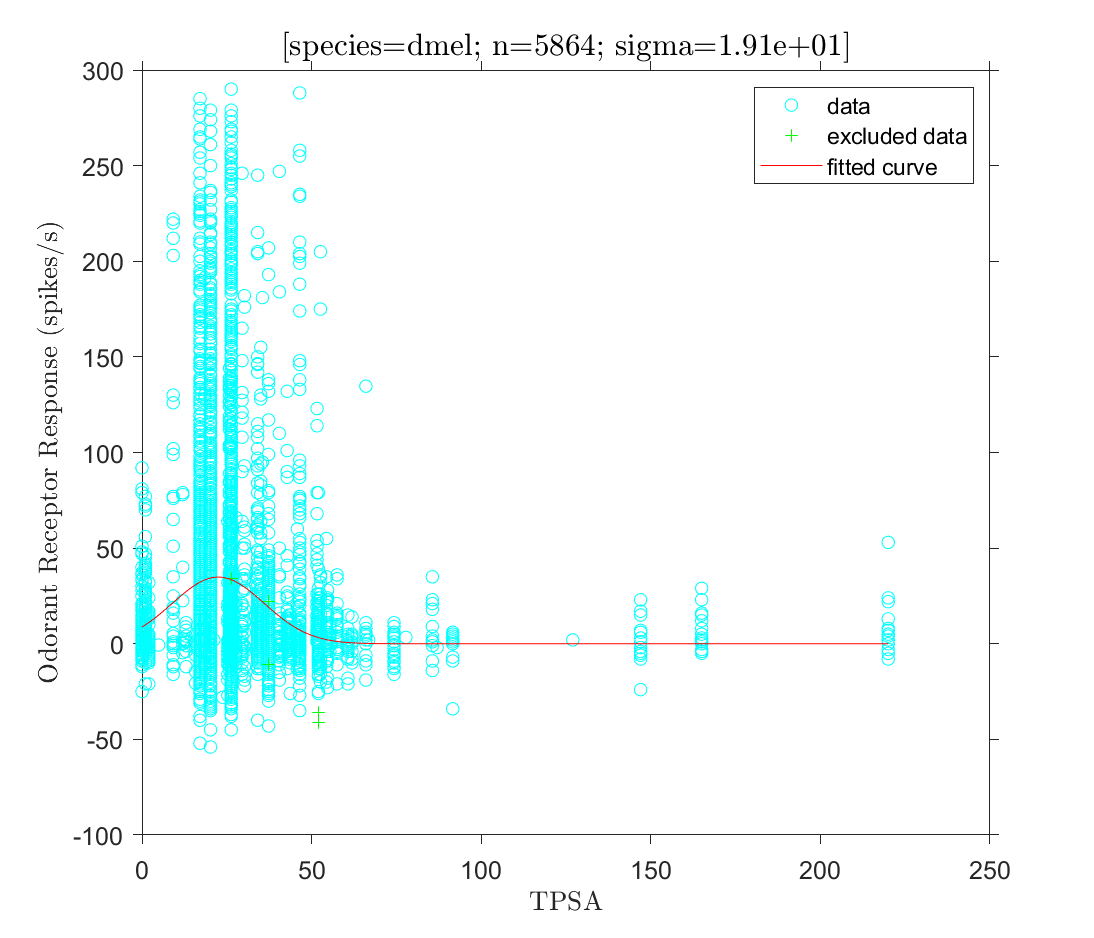 [species=dmel; n=5864; sigma=1.91e+01]
300
250
200
150
100
50
0
-50
-100
Odorant Receptor Response (spikes/s)
data
excluded data
fitted curve
0 50 100 150 200 250
TPSA